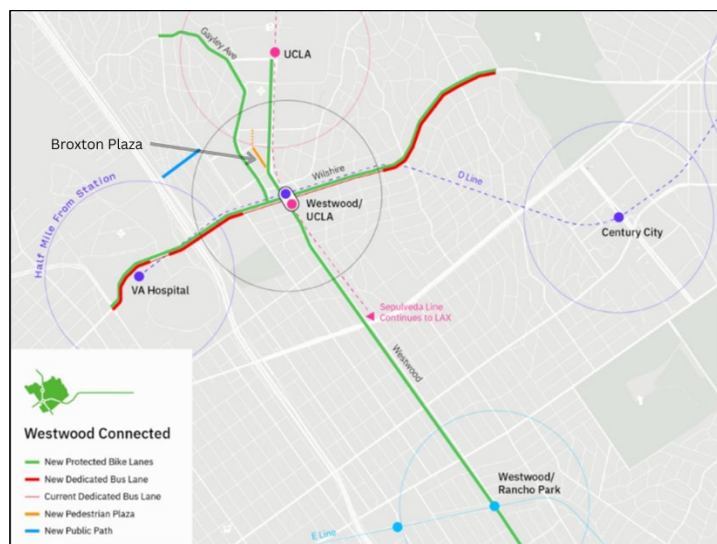 Gayley Ave
UCLA
Broxton Plaza
Wilshire
D Line
Westwood/
UCLA
Half Mile From Station
Century City
VA Hospital
Sepulveda Line
Continues to LAX
Westwood
Westwood Connected
New Protected Bike Lanes
New Dedicated Bus Lane
Current Dedicated Bus Lane
New Pedestrian Plaza
New Public Path
Westwood/
Rancho Park
E Line